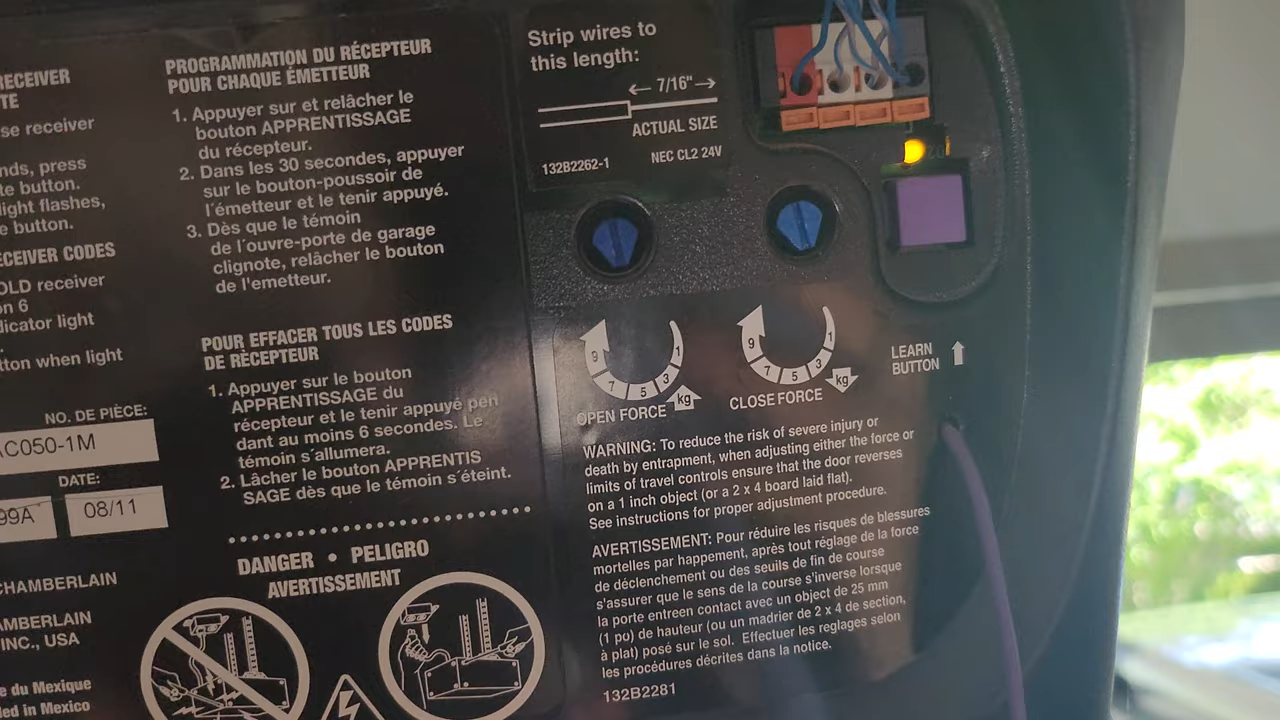 RECEIVER
TE
se receiver
nds, press
te button.
light flashes,
e button.
ECEIVER CODES
OLD receiver
on 6
dicator light
tton when light
NO. DE PIÈCE:
AC050-1M
DATE:
99A
08/11
CHAMBERLAIN
AMBERLAIN
INC., USA
e du Mexique
led in Mexico
PROGRAMMATION DU RÉCEPTEUR
POUR CHAQUE ÉMETTEUR
1. Appuyer sur et relâcher le
bouton APPRENTISSAGE
du récepteur.
2. Dans les 30 secondes, appuyer
sur le bouton-poussoir de
l´émetteur et le tenir appuyé.
3. Dès que le témoin
de l´ouvre-porte de garage
clignote, relâcher le bouton
de l'emetteur.
POUR EFFACER TOUS LES CODES
DE RÈCEPTEUR
1. Appuyer sur le bouton
APPRENTISSAGE du
récepteur et le tenir appuyé pen
dant au moins 6 secondes. Le
témoin s´allumera.
2. Lâcher le bouton APPRENTIS
SAGE dès que le témoin s'éteint.
DANGER • PELIGRO
AVERTISSEMENT
Strip wires to
this length:
← 7/16" →
ACTUAL SIZE
132B2262-1
NEC CL2 24V
9 7 5 3 1
kg
OPEN FORCE
9 7 5 3 1
kg
CLOSE FORCE
LEARN
BUTTON
WARNING: To reduce the risk of severe injury or
death by entrapment, when adjusting either the force or
limits of travel controls ensure that the door reverses
on a 1 inch object (or a 2 x 4 board laid flat).
See instructions for proper adjustment procedure.
AVERTISSEMENT: Pour réduire les risques de blessures
mortelles par happement, après tout réglage de la force
de déclenchement ou des seuils de fin de course
s'assurer que le sens de la course s'inverse lorsque
la porte entreen contact avec un object de 25 mm
(1 po) de hauteur (ou un madrier de 2 x 4 de section,
à plat) posé sur le sol. Effectuer les reglages selon
les procédures décrites dans la notice.
132B2281